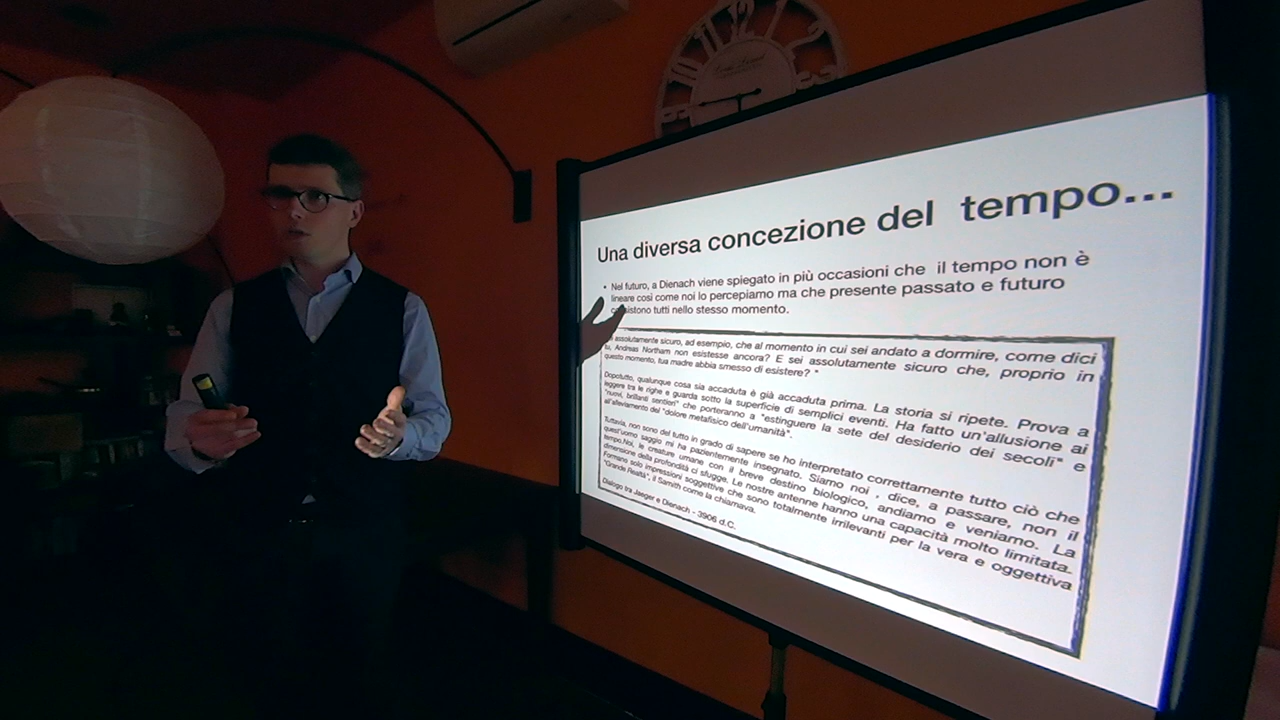 Una diversa concezione del tempo...
• Nel futuro, a Dienach viene spiegato in più occasioni che il tempo non è
lineare così come noi lo percepiamo ma che presente passato e futuro
tutti nello stesso momento.
assolutamente sicuro, ad esempio, che al momento in cui sei andato a dormire, come dici
tu, Andreas Northam non esistesse ancora? E sei assolutamente sicuro che, proprio in
questo momento, tua madre abbia smesso di esistere? "
Dopotutto, qualunque cosa sia accaduta è già accaduta prima. La storia si ripete. Prova a
leggere tra le righe e guarda sotto la superficie di semplici eventi. Ha fatto un'allusione ai
"nuovi, brillanti sentieri" che porteranno a "estinguere la sete del desiderio dei secoli" e
all'alleviamento del "dolore metafisico dell'umanità".
Tuttavia, non sono del tutto in grado di sapere se ho interpretato correttamente tutto ciò che
quest'uomo saggio mi ha pazientemente insegnato. Siamo noi , dice, a passare, non il
tempo.Noi, le creature umane con il breve destino biologico, andiamo e veniamo. La
dimensione della profondità ci sfugge. Le nostre antenne hanno una capacità molto limitata.
Formano solo impressioni soggettive che sono totalmente irrilevanti per la vera e oggettiva
"Grande Realtà", il Samith come la chiamava.
Dialogo tra Jaeger e Dienach - 3906 d.C.